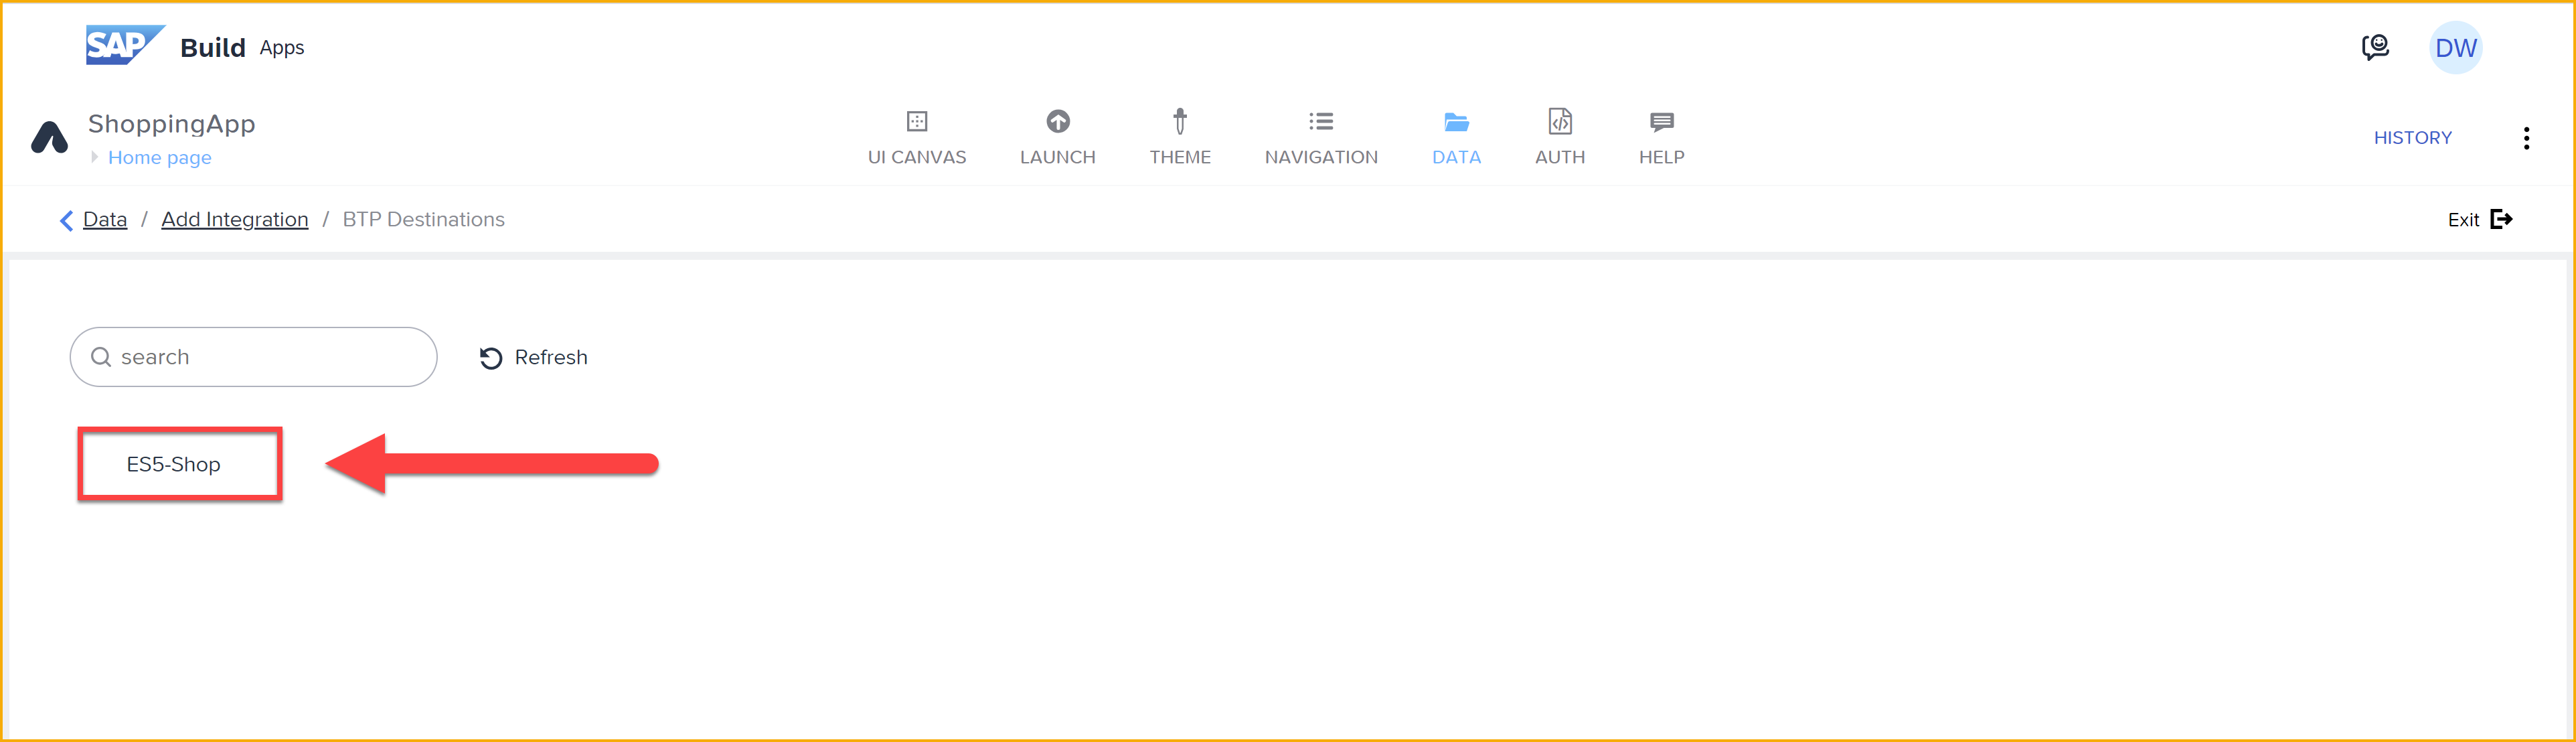 SAP Build Apps
DW
ShoppingApp
Home page
UI CANVAS
LAUNCH
THEME
NAVIGATION
DATA
AUTH
HELP
HISTORY
Data / Add Integration / BTP Destinations
Exit
search
Refresh
ES5-Shop